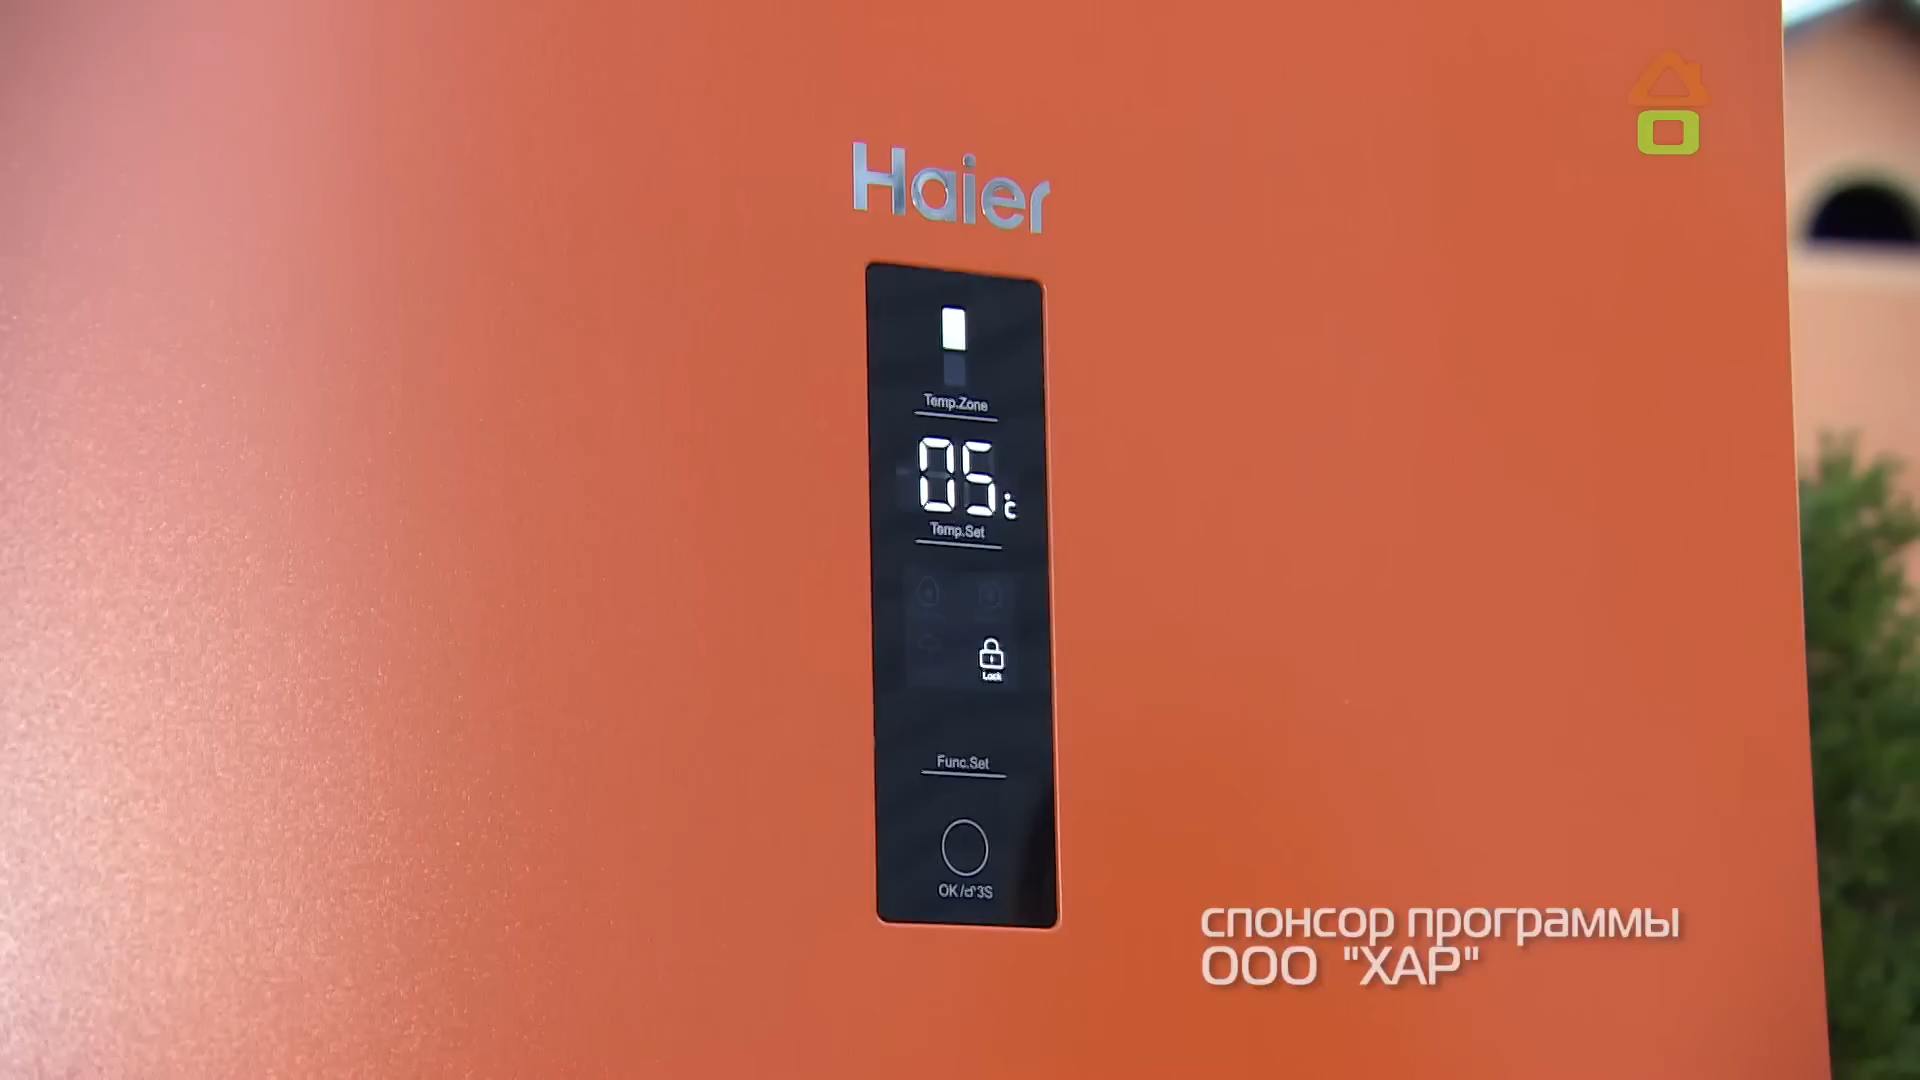 Haier
Temp.Zone
05°c
Temp.Set
Lock
Func.Set
OK/3S
спонсор программы
ООО "ХАР"